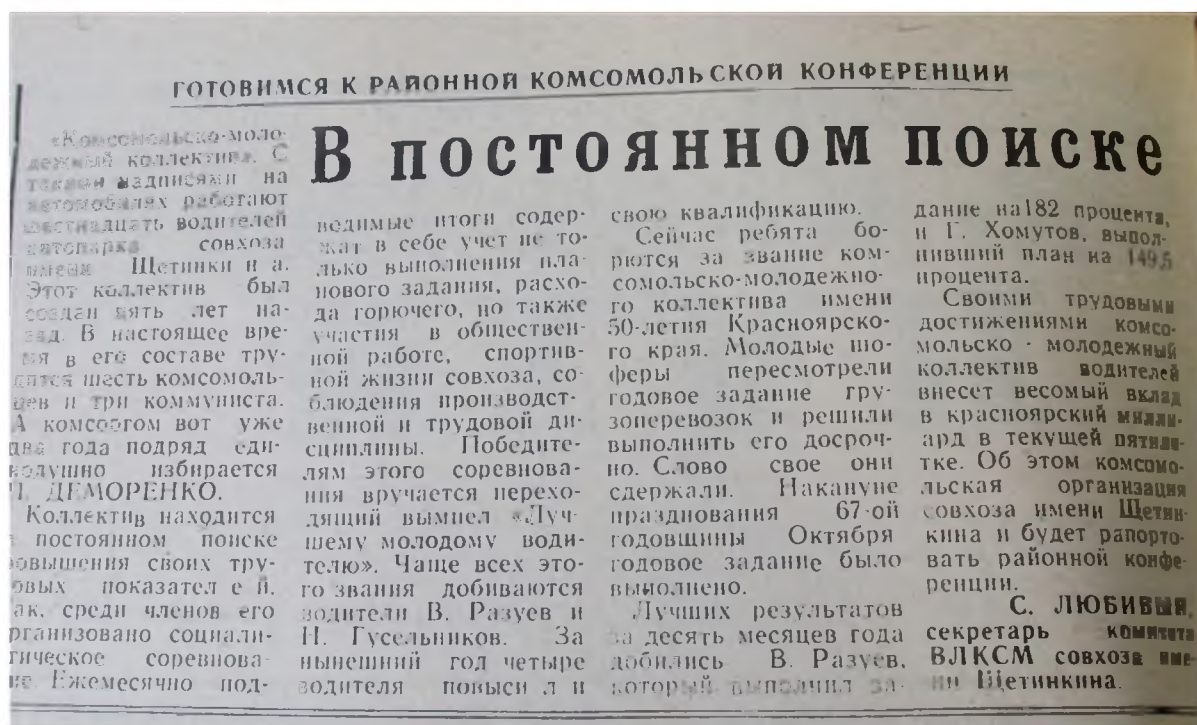 ГОТОВИМСЯ К РАЙОННОЙ КОМСОМОЛЬСКОЙ КОНФЕРЕНЦИИ
В ПОСТОЯННОМ ПОИСКЕ
«Комсомольско-моло-
дежный коллектив». С
такими надписями на
автомобилях работают
шестнадцать водителей
автопарка совхоза
имени Щетинки н а.
Этот коллектив был
создан пять лет на-
зад. В настоящее вре-
мя в его составе тру-
дятся шесть комсомоль-
цев и три коммуниста.
А комсоргом вот уже
два года подряд еди-
нодушно избирается
ДЕМОРЕНКО.
Коллектив находится
постоянном поиске
повышения своих тру-
довых показател е й.
Так, среди членов его
организовано социали-
тическое соревнова-
ние Ежемесячно под-
водимые итоги содер-
жат в себе учет не то-
лько выполнения пла-
нового задания, расхо-
да горючего, но также
участия в обществен-
ной работе, спортив-
ной жизни совхоза, со-
блюдения производст-
венной и трудовой ди-
сциплины. Победите-
лям этого соревнова-
ния вручается перехо-
дящий вымпел «Луч-
шему молодому води-
телю». Чаще всех это-
го звания добиваются
водители В. Разуев и
Н. Гусельников. За
нынешний год четыре
водителя повыси л и
свою квалификацию.
Сейчас ребята бо-
рются за звание ком-
сомольско-молодежно-
го коллектива имени
50-летия Красноярско-
го края. Молодые шо-
феры пересмотрели
годовое задание гру-
зоперевозок и решили
выполнить его досроч-
но. Слово свое они
сдержали. Накануне
празднования 67-ой
годовщины Октября
годовое задание было
выполнено.
Лучших результатов
за десять месяцев года
добились В. Разуев,
который выполнил за-
дание на182 процента,
и Г. Хомутов, выпол-
нивший план на 149,5
процента.
Своими трудовыми
достижениями комсо-
мольско - молодежный
коллектив водителей
внесет весомый вклад
в красноярский милли-
ард в текущей пятиле-
тке. Об этом комсомо-
льская организация
совхоза имени Щетин-
кина и будет рапорто-
вать районной конфе-
ренции.
С. ЛЮБИВЫЙ,
секретарь комитета
ВЛКСМ совхоза име-
ни Щетинкина.